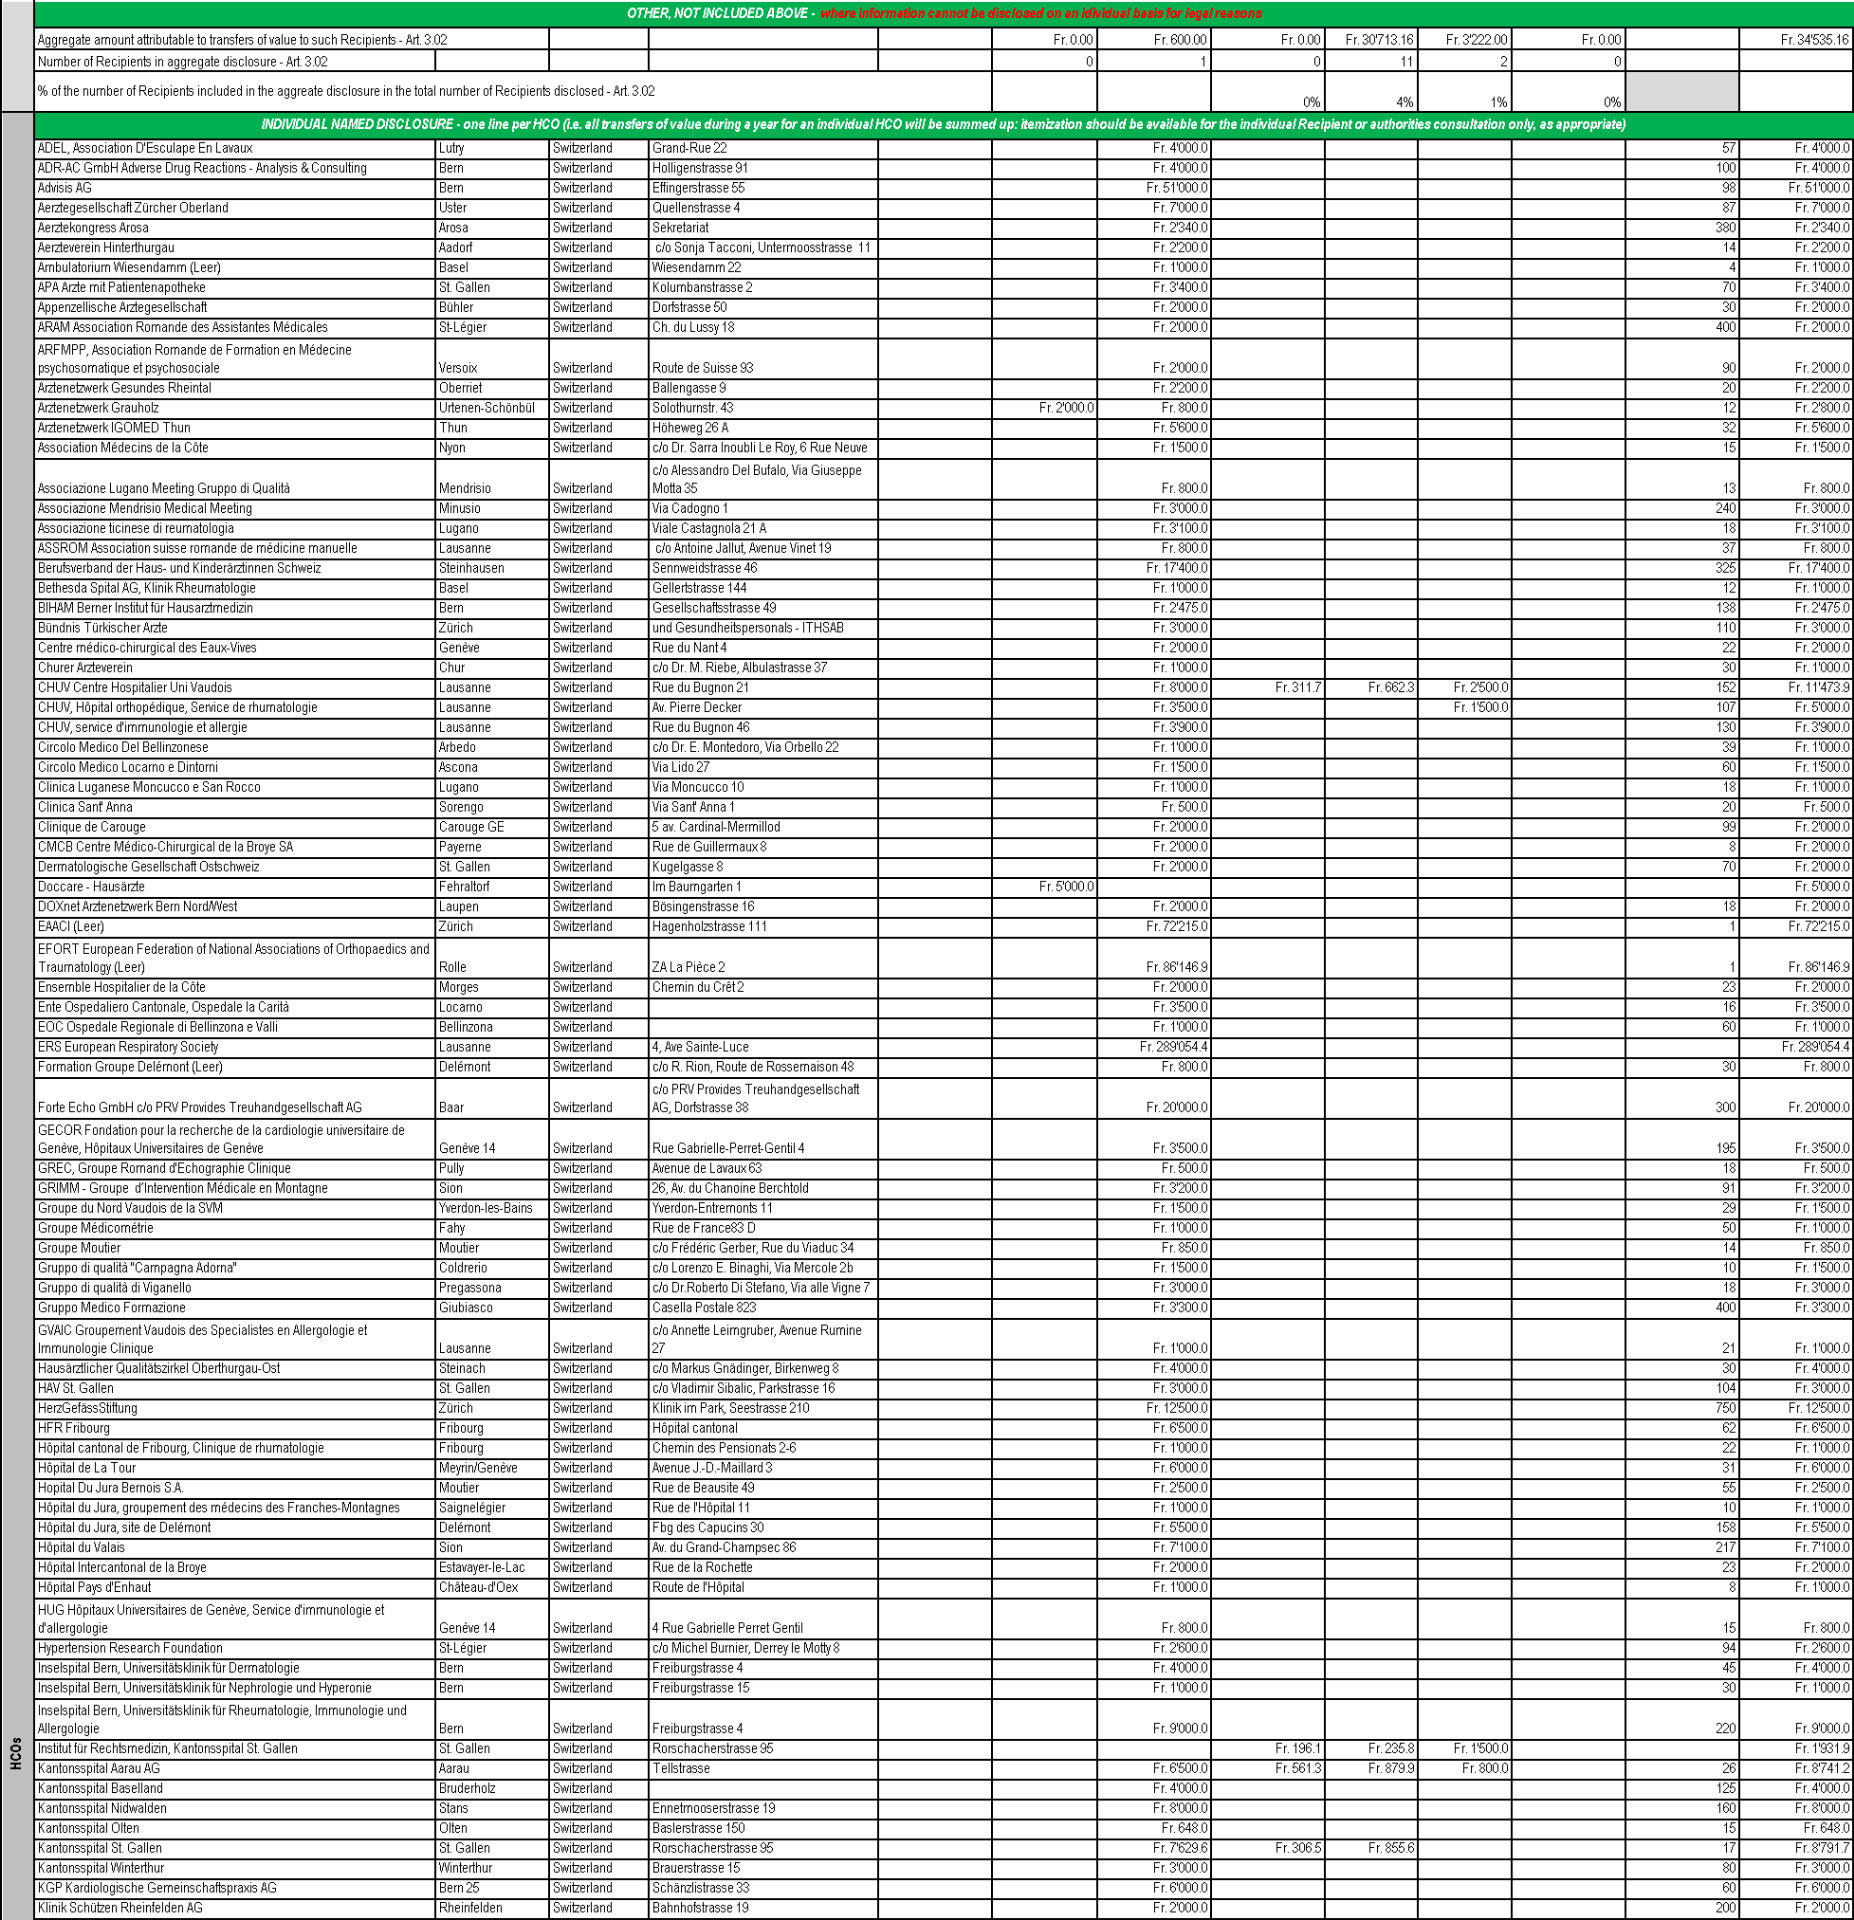 OTHER, NOT INCLUDED ABOVE - where information cannot be disclosed on an idividual basis for legal reasons
Aggregate amount attributable to transfers of value to such Recipients - Art. 3.02 Fr. 0.00 Fr. 600.00 Fr. 0.00 Fr. 30'713.16 Fr. 3'222.00 Fr. 0.00 Fr. 34'535.16
Number of Recipients in aggregate disclosure - Art. 3.02 0 1 0 11 2 0
% of the number of Recipients included in the aggreate disclosure in the total number of Recipients disclosed - Art. 3.02
0% 4% 1% 0%
INDIVIDUAL NAMED DISCLOSURE - one line per HCO (i.e. all transfers of value during a year for an individual HCO will be summed up: itemization should be available for the individual Recipient or authorities consultation only, as appropriate)
ADEL, Association D'Esculape En Lavaux Lutry Switzerland Grand-Rue 22 Fr. 4'000.0 57 Fr. 4'000.0
ADR-AC GmbH Adverse Drug Reactions - Analysis & Consulting Bern Switzerland Holligenstrasse 91 Fr. 4'000.0 100 Fr. 4'000.0
Advisis AG Bern Switzerland Effingerstrasse 55 Fr. 51'000.0 98 Fr. 51'000.0
Aerztegesellschaft Zürcher Oberland Uster Switzerland Quellenstrasse 4 Fr. 7'000.0 87 Fr. 7'000.0
Aerztekongress Arosa Arosa Switzerland Sekretariat Fr. 2'340.0 380 Fr. 2'340.0
Aerzteverein Hinterthurgau Aadorf Switzerland c/o Sonja Tacconi, Untermoosstrasse 11 Fr. 2'200.0 14 Fr. 2'200.0
Ambulatorium Wiesendamm (Leer) Basel Switzerland Wiesendamm 22 Fr. 1'000.0 4 Fr. 1'000.0
APA Ärzte mit Patientenapotheke St. Gallen Switzerland Kolumbanstrasse 2 Fr. 3'400.0 70 Fr. 3'400.0
Appenzellische Ärztegesellschaft Bühler Switzerland Dorfstrasse 50 Fr. 2'000.0 30 Fr. 2'000.0
ARAM Association Romande des Assistantes Médicales St-Légier Switzerland Ch. du Lussy 18 Fr. 2'000.0 400 Fr. 2'000.0
ARFMPP, Association Romande de Formation en Médecine
psychosomatique et psychosociale Versoix Switzerland Route de Suisse 93 Fr. 2'000.0 90 Fr. 2'000.0
Ärztenetzwerk Gesundes Rheintal Oberriet Switzerland Ballengasse 9 Fr. 2'200.0 20 Fr. 2'200.0
Ärztenetzwerk Grauholz Urtenen-Schönbül Switzerland Solothurnstr. 43 Fr. 2'000.0 Fr. 800.0 12 Fr. 2'800.0
Ärztenetzwerk IGOMED Thun Thun Switzerland Höheweg 26 A Fr. 5'600.0 32 Fr. 5'600.0
Association Médecins de la Côte Nyon Switzerland c/o Dr. Sarra Inoubli Le Roy, 6 Rue Neuve Fr. 1'500.0 15 Fr. 1'500.0
c/o Alessandro Del Bufalo, Via Giuseppe
Associazione Lugano Meeting Gruppo di Qualità Mendrisio Switzerland Motta 35 Fr. 800.0 13 Fr. 800.0
Associazione Mendrisio Medical Meeting Minusio Switzerland Via Cadogno 1 Fr. 3'000.0 240 Fr. 3'000.0
Associazione ticinese di reumatologia Lugano Switzerland Viale Castagnola 21 A Fr. 3'100.0 18 Fr. 3'100.0
ASSROM Association suisse romande de médicine manuelle Lausanne Switzerland c/o Antoine Jallut, Avenue Vinet 19 Fr. 800.0 37 Fr. 800.0
Berufsverband der Haus- und Kinderärztinnen Schweiz Steinhausen Switzerland Sennweidstrasse 46 Fr. 17'400.0 325 Fr. 17'400.0
Bethesda Spital AG, Klinik Rheumatologie Basel Switzerland Gellertstrasse 144 Fr. 1'000.0 12 Fr. 1'000.0
BIHAM Berner Institut für Hausarztmedizin Bern Switzerland Gesellschaftsstrasse 49 Fr. 2'475.0 138 Fr. 2'475.0
Bündnis Türkischer Ärzte Zürich Switzerland und Gesundheitspersonals - ITHSAB Fr. 3'000.0 110 Fr. 3'000.0
Centre médico-chirurgical des Eaux-Vives Genève Switzerland Rue du Nant 4 Fr. 2'000.0 22 Fr. 2'000.0
Churer Ärzteverein Chur Switzerland c/o Dr. M. Riebe, Albulastrasse 37 Fr. 1'000.0 30 Fr. 1'000.0
CHUV Centre Hospitalier Uni Vaudois Lausanne Switzerland Rue du Bugnon 21 Fr. 8'000.0 Fr. 311.7 Fr. 662.3 Fr. 2'500.0 152 Fr. 11'473.9
CHUV, Hôpital orthopédique, Service de rhumatologie Lausanne Switzerland Av. Pierre Decker Fr. 3'500.0 Fr. 1'500.0 107 Fr. 5'000.0
CHUV, service d'immunologie et allergie Lausanne Switzerland Rue du Bugnon 46 Fr. 3'900.0 130 Fr. 3'900.0
Circolo Medico Del Bellinzonese Arbedo Switzerland c/o Dr. E. Montedoro, Via Orbello 22 Fr. 1'000.0 39 Fr. 1'000.0
Circolo Medico Locarno e Dintorni Ascona Switzerland Via Lido 27 Fr. 1'500.0 60 Fr. 1'500.0
Clinica Luganese Moncucco e San Rocco Lugano Switzerland Via Moncucco 10 Fr. 1'000.0 18 Fr. 1'000.0
Clinica Sant' Anna Sorengo Switzerland Via Sant' Anna 1 Fr. 500.0 20 Fr. 500.0
Clinique de Carouge Carouge GE Switzerland 5 av. Cardinal-Mermillod Fr. 2'000.0 99 Fr. 2'000.0
CMCB Centre Médico-Chirurgical de la Broye SA Payerne Switzerland Rue de Guillermaux 8 Fr. 2'000.0 8 Fr. 2'000.0
Dermatologische Gesellschaft Ostschweiz St. Gallen Switzerland Kugelgasse 8 Fr. 2'000.0 70 Fr. 2'000.0
Doccare - Hausärzte Fehraltorf Switzerland Im Baumgarten 1 Fr. 5'000.0 Fr. 5'000.0
DOXnet Ärztenetzwerk Bern Nord/West Laupen Switzerland Bösingenstrasse 16 Fr. 2'000.0 18 Fr. 2'000.0
EAACI (Leer) Zürich Switzerland Hagenholzstrasse 111 Fr. 72'215.0 1 Fr. 72'215.0
EFORT European Federation of National Associations of Orthopaedics and
Traumatology (Leer) Rolle Switzerland ZA La Pièce 2 Fr. 86'146.9 1 Fr. 86'146.9
Ensemble Hospitalier de la Côte Morges Switzerland Chemin du Crêt 2 Fr. 2'000.0 23 Fr. 2'000.0
Ente Ospedaliero Cantonale, Ospedale la Carità Locarno Switzerland Fr. 3'500.0 16 Fr. 3'500.0
EOC Ospedale Regionale di Bellinzona e Valli Bellinzona Switzerland Fr. 1'000.0 60 Fr. 1'000.0
ERS European Respiratory Society Lausanne Switzerland 4, Ave Sainte-Luce Fr. 289'054.4 Fr. 289'054.4
Formation Groupe Delémont (Leer) Delémont Switzerland c/o R. Rion, Route de Rossemaison 48 Fr. 800.0 30 Fr. 800.0
c/o PRV Provides Treuhandgesellschaft
Forte Echo GmbH c/o PRV Provides Treuhandgesellschaft AG Baar Switzerland AG, Dorfstrasse 38 Fr. 20'000.0 300 Fr. 20'000.0
GECOR Fondation pour la recherche de la cardiologie universitaire de
Genève, Hôpitaux Universitaires de Genève Genève 14 Switzerland Rue Gabrielle-Perret-Gentil 4 Fr. 3'500.0 195 Fr. 3'500.0
GREC, Groupe Romand d'Echographie Clinique Pully Switzerland Avenue de Lavaux 63 Fr. 500.0 18 Fr. 500.0
GRIMM - Groupe d'Intervention Médicale en Montagne Sion Switzerland 26, Av. du Chanoine Berchtold Fr. 3'200.0 91 Fr. 3'200.0
Groupe du Nord Vaudois de la SVM Yverdon-les-Bains Switzerland Yverdon-Entremonts 11 Fr. 1'500.0 29 Fr. 1'500.0
Groupe Médicométrie Fahy Switzerland Rue de France83 D Fr. 1'000.0 50 Fr. 1'000.0
Groupe Moutier Moutier Switzerland c/o Frédéric Gerber, Rue du Viaduc 34 Fr. 850.0 14 Fr. 850.0
Gruppo di qualità "Campagna Adorna" Coldrerio Switzerland c/o Lorenzo E. Binaghi, Via Mercole 2b Fr. 1'500.0 10 Fr. 1'500.0
Gruppo di qualità di Viganello Pregassona Switzerland c/o Dr.Roberto Di Stefano, Via alle Vigne 7 Fr. 3'000.0 18 Fr. 3'000.0
Gruppo Medico Formazione Giubiasco Switzerland Casella Postale 823 Fr. 3'300.0 400 Fr. 3'300.0
GVAIC Groupement Vaudois des Specialistes en Allergologie et c/o Annette Leimgruber, Avenue Rumine
Immunologie Clinique Lausanne Switzerland 27 Fr. 1'000.0 21 Fr. 1'000.0
Hausärztlicher Qualitätszirkel Oberthurgau-Ost Steinach Switzerland c/o Markus Gnädinger, Birkenweg 8 Fr. 4'000.0 30 Fr. 4'000.0
HAV St. Gallen St. Gallen Switzerland c/o Vladimir Sibalic, Parkstrasse 16 Fr. 3'000.0 104 Fr. 3'000.0
HerzGefässStiftung Zürich Switzerland Klinik im Park, Seestrasse 210 Fr. 12'500.0 750 Fr. 12'500.0
HFR Fribourg Fribourg Switzerland Hôpital cantonal Fr. 6'500.0 62 Fr. 6'500.0
Hôpital cantonal de Fribourg, Clinique de rhumatologie Fribourg Switzerland Chemin des Pensionats 2-6 Fr. 1'000.0 22 Fr. 1'000.0
Hôpital de La Tour Meyrin/Genève Switzerland Avenue J.-D.-Maillard 3 Fr. 6'000.0 31 Fr. 6'000.0
Hopital Du Jura Bernois S.A. Moutier Switzerland Rue de Beausite 49 Fr. 2'500.0 55 Fr. 2'500.0
Hôpital du Jura, groupement des médecins des Franches-Montagnes Saignelégier Switzerland Rue de l'Hôpital 11 Fr. 1'000.0 10 Fr. 1'000.0
Hôpital du Jura, site de Delémont Delémont Switzerland Fbg des Capucins 30 Fr. 5'500.0 158 Fr. 5'500.0
Hôpital du Valais Sion Switzerland Av. du Grand-Champsec 86 Fr. 7'100.0 217 Fr. 7'100.0
Hôpital Intercantonal de la Broye Estavayer-le-Lac Switzerland Rue de la Rochette Fr. 2'000.0 23 Fr. 2'000.0
Hôpital Pays d'Enhaut Château-d'Oex Switzerland Route de l'Hôpital Fr. 1'000.0 8 Fr. 1'000.0
HUG Hôpitaux Universitaires de Genève, Service d'immunologie et
d'allergologie Genève 14 Switzerland 4 Rue Gabrielle Perret Gentil Fr. 800.0 15 Fr. 800.0
Hypertension Research Foundation St-Légier Switzerland c/o Michel Burnier, Derrey le Motty 8 Fr. 2'600.0 94 Fr. 2'600.0
Inselspital Bern, Universitätsklinik für Dermatologie Bern Switzerland Freiburgstrasse 4 Fr. 4'000.0 45 Fr. 4'000.0
Inselspital Bern, Universitätsklinik für Nephrologie und Hyperonie Bern Switzerland Freiburgstrasse 15 Fr. 1'000.0 30 Fr. 1'000.0
Inselspital Bern, Universitätsklinik für Rheumatologie, Immunologie und
Allergologie Bern Switzerland Freiburgstrasse 4 Fr. 9'000.0 220 Fr. 9'000.0
HCOs
Institut für Rechtsmedizin, Kantonsspital St. Gallen St. Gallen Switzerland Rorschacherstrasse 95 Fr. 196.1 Fr. 235.8 Fr. 1'500.0 Fr. 1'931.9
Kantonsspital Aarau AG Aarau Switzerland Tellstrasse Fr. 6'500.0 Fr. 561.3 Fr. 879.9 Fr. 800.0 26 Fr. 8'741.2
Kantonsspital Baselland Bruderholz Switzerland Fr. 4'000.0 125 Fr. 4'000.0
Kantonsspital Nidwalden Stans Switzerland Ennetmooserstrasse 19 Fr. 8'000.0 160 Fr. 8'000.0
Kantonsspital Olten Olten Switzerland Baslerstrasse 150 Fr. 648.0 15 Fr. 648.0
Kantonsspital St. Gallen St. Gallen Switzerland Rorschacherstrasse 95 Fr. 7'629.6 Fr. 306.5 Fr. 855.6 17 Fr. 8'791.7
Kantonsspital Winterthur Winterthur Switzerland Brauerstrasse 15 Fr. 3'000.0 80 Fr. 3'000.0
KGP Kardiologische Gemeinschaftspraxis AG Bern 25 Switzerland Schänzlistrasse 33 Fr. 6'000.0 60 Fr. 6'000.0
Klinik Schützen Rheinfelden AG Rheinfelden Switzerland Bahnhofstrasse 19 Fr. 2'000.0 200 Fr. 2'000.0